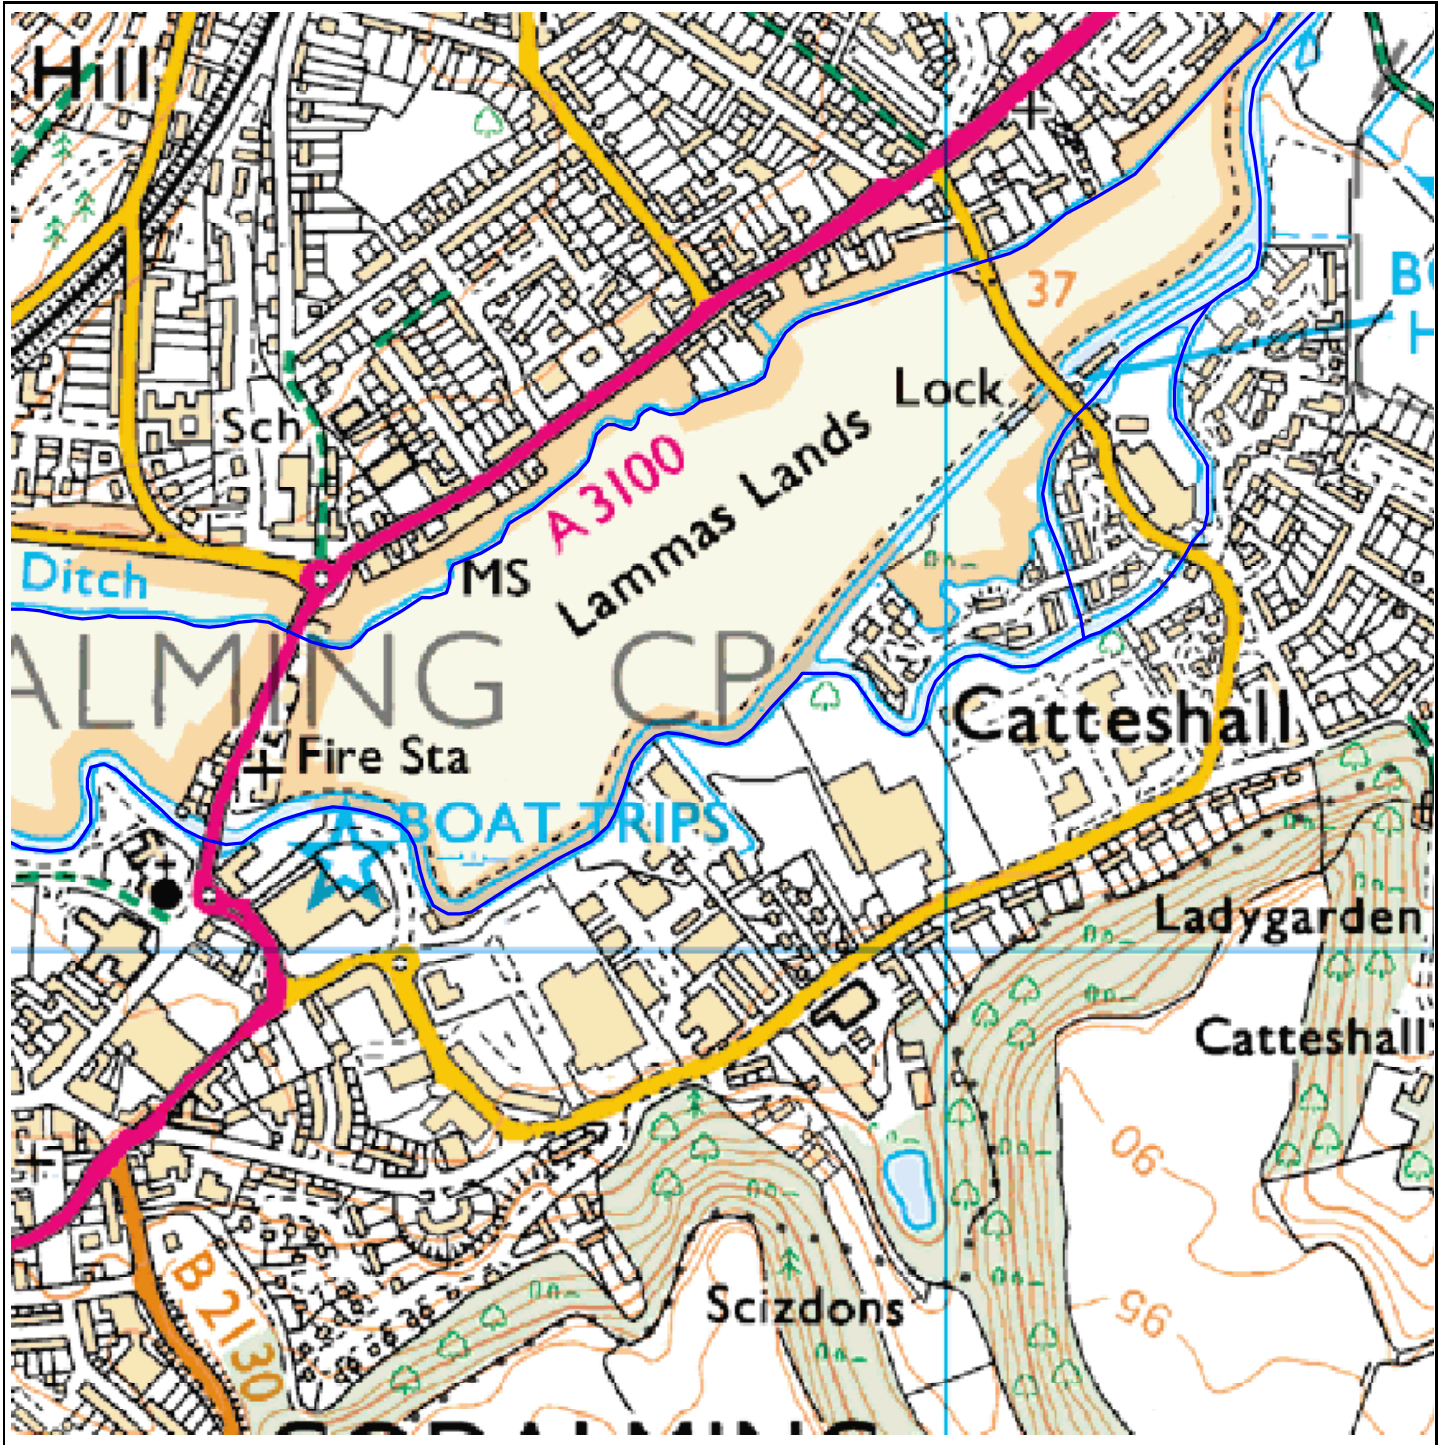 Hill
37
B
H
Lock
Sch
A 3100
Lammas Lands
Ditch
MS
ALMING CP
Catteshall
Fire Sta
BOAT TRIPS
Ladygarden
Catteshall
90
B 2130
Scizdons
95